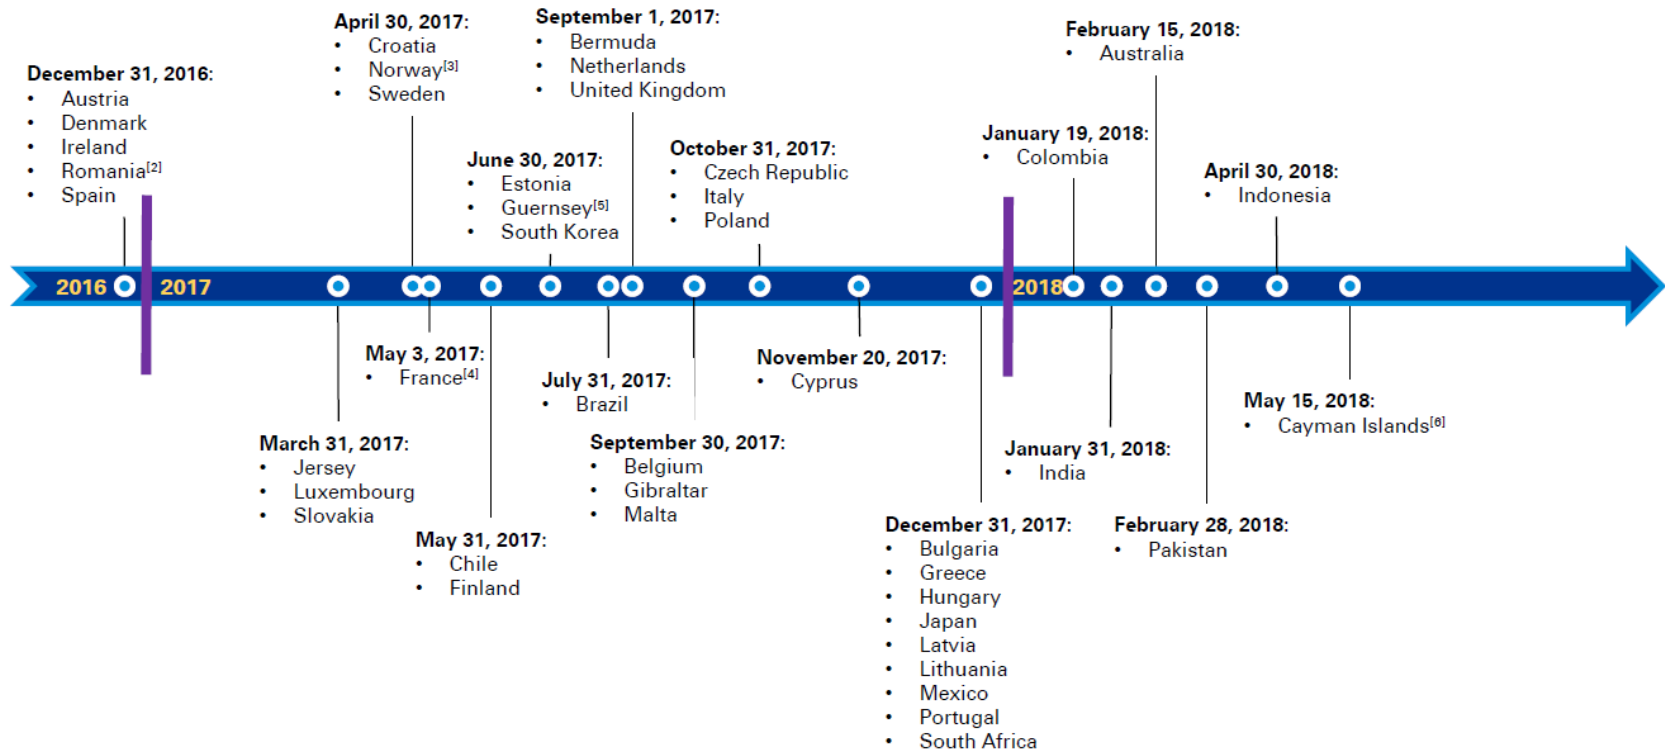 December 31, 2016:
• Austria
• Denmark
• Ireland
• Romania[2]
• Spain
April 30, 2017:
• Croatia
• Norway[3]
• Sweden
June 30, 2017:
• Estonia
• Guernsey[5]
• South Korea
September 1, 2017:
• Bermuda
• Netherlands
• United Kingdom
October 31, 2017:
• Czech Republic
• Italy
• Poland
January 19, 2018:
• Colombia
February 15, 2018:
• Australia
April 30, 2018:
• Indonesia
2016
2017
2018
March 31, 2017:
• Jersey
• Luxembourg
• Slovakia
May 3, 2017:
• France[4]
May 31, 2017:
• Chile
• Finland
July 31, 2017:
• Brazil
September 30, 2017:
• Belgium
• Gibraltar
• Malta
November 20, 2017:
• Cyprus
December 31, 2017:
• Bulgaria
• Greece
• Hungary
• Japan
• Latvia
• Lithuania
• Mexico
• Portugal
• South Africa
January 31, 2018:
• India
February 28, 2018:
• Pakistan
May 15, 2018:
• Cayman Islands[6]